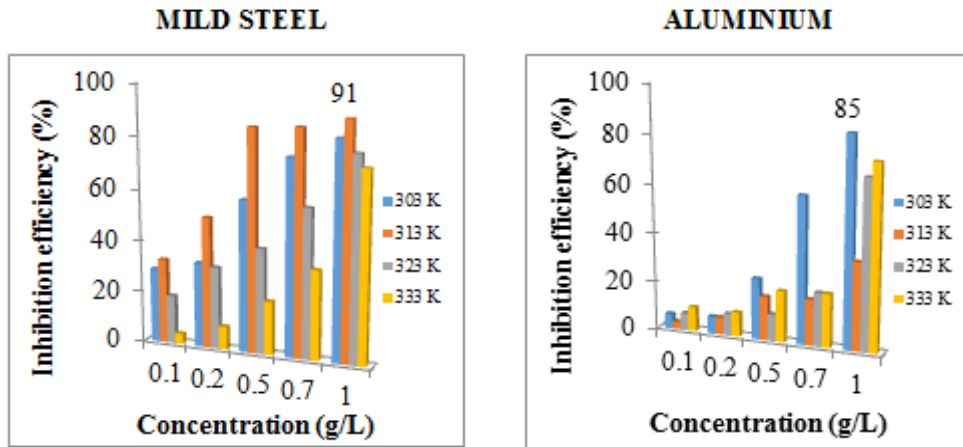 MILD STEEL
Inhibition efficiency (%)
100
80
60
40
20
0
91
0.1 0.2 0.5 0.7 1
Concentration (g/L)
303 K
313 K
323 K
333 K
ALUMINIUM
Inhibition efficiency (%)
100
80
60
40
20
0
85
0.1 0.2 0.5 0.7 1
Concentration (g/L)
303 K
313 K
323 K
333 K